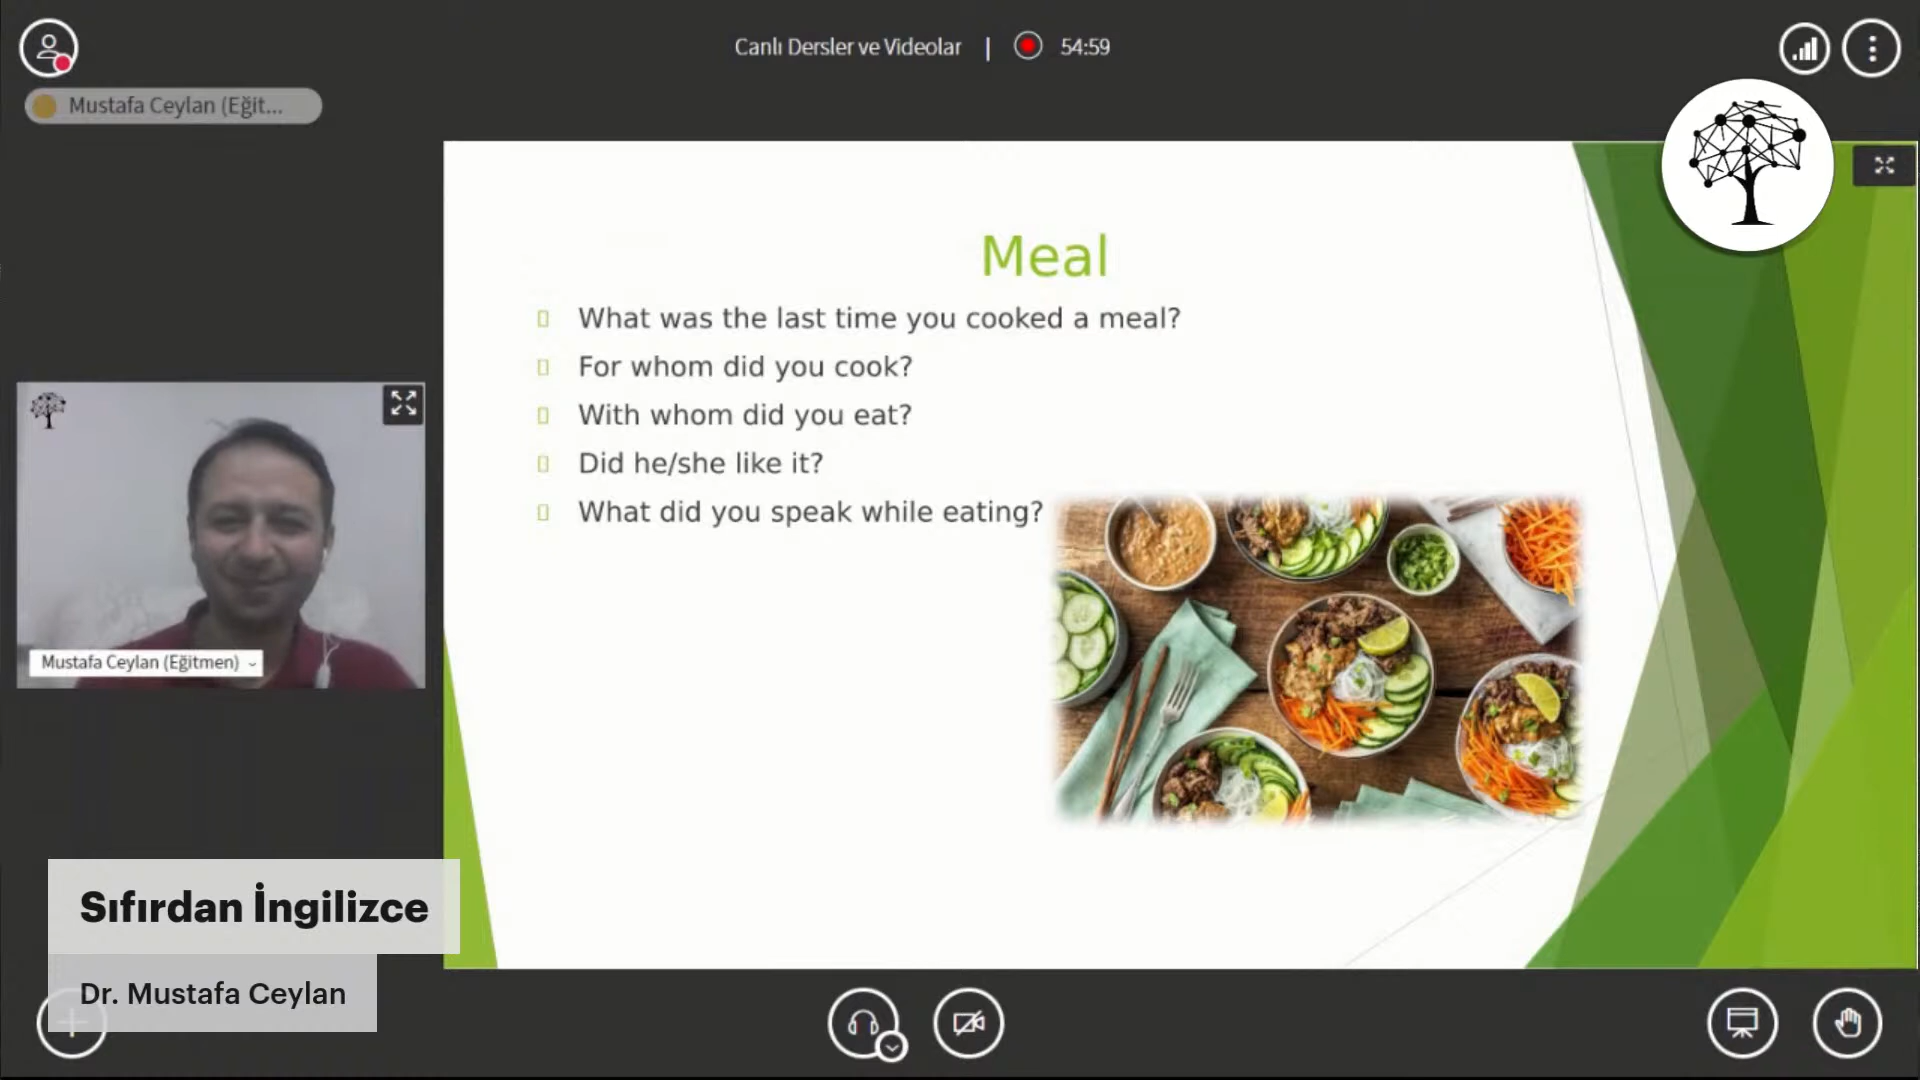 Canlı Dersler ve Videolar | 54:59
Mustafa Ceylan (Eğit...
Meal
What was the last time you cooked a meal?
For whom did you cook?
With whom did you eat?
Did he/she like it?
What did you speak while eating?
Mustafa Ceylan (Eğitmen)
Sıfırdan İngilizce
Dr. Mustafa Ceylan